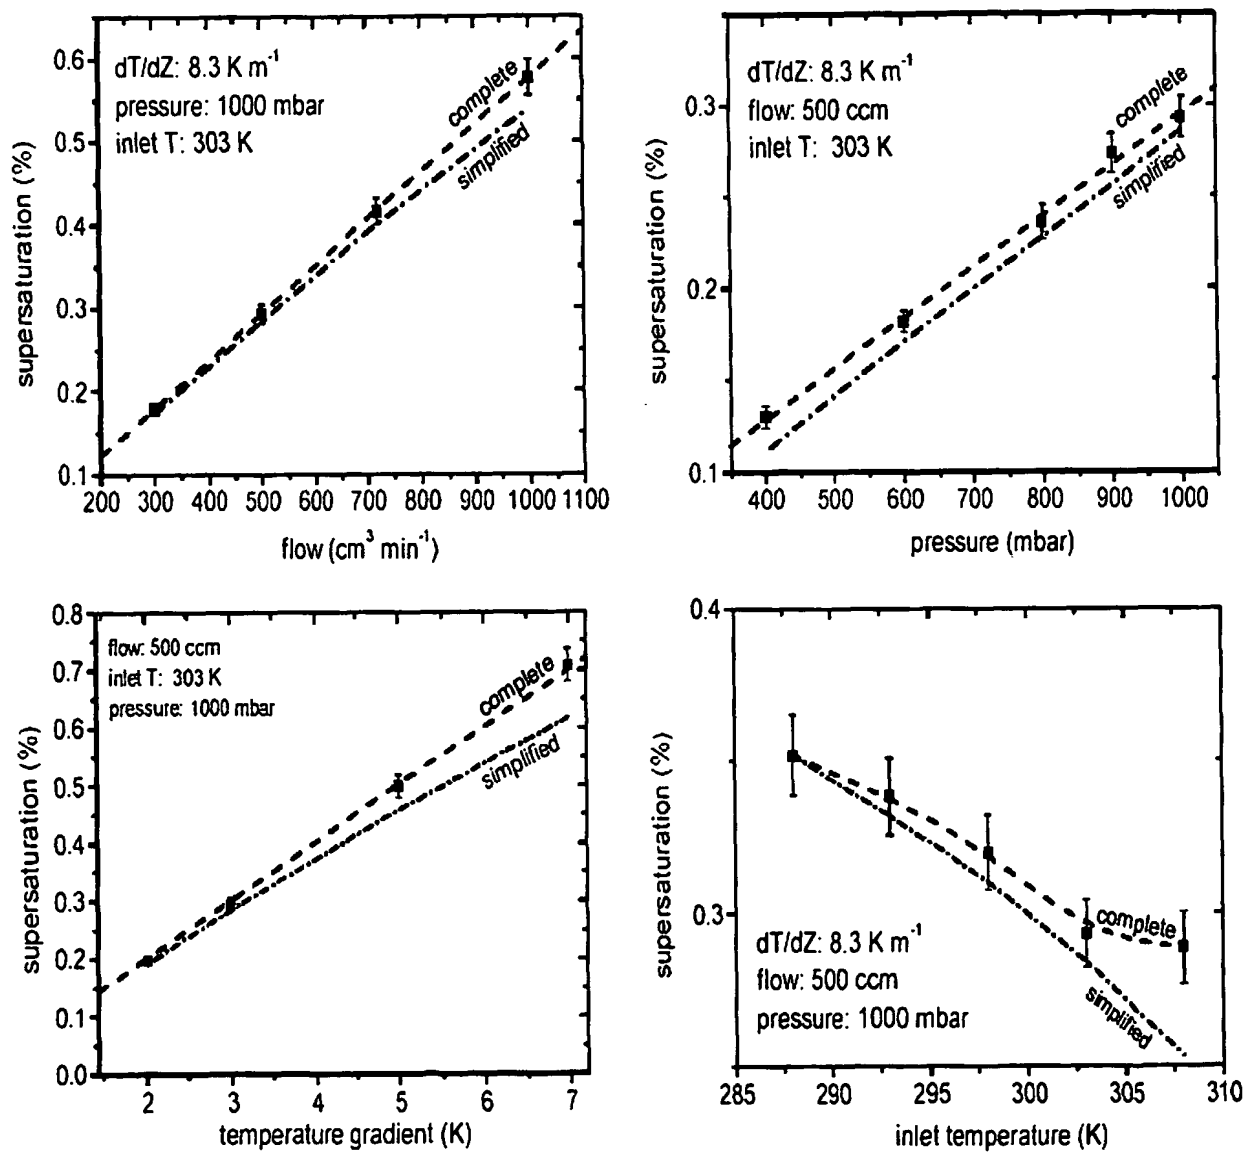 0.6
0.5
0.4
0.3
0.2
0.1
supersaturation (%)
dT/dZ: 8.3 K m-1
pressure: 1000 mbar
inlet T: 303 K
complete
simplified
200 300 400 500 600 700 800 900 1000 1100
flow (cm3 min-1)
0.3
0.2
0.1
supersaturation (%)
dT/dZ: 8.3 K m-1
flow: 500 ccm
inlet T: 303 K
complete
simplified
400 500 600 700 800 900 1000
pressure (mbar)
0.8
0.7
0.6
0.5
0.4
0.3
0.2
0.1
0.0
supersaturation (%)
flow: 500 ccm
inlet T: 303 K
pressure: 1000 mbar
complete
simplified
2 3 4 5 6 7
temperature gradient (K)
0.4
0.3
supersaturation (%)
complete
simplified
dT/dZ: 8.3 K m-1
flow: 500 ccm
pressure: 1000 mbar
285 290 295 300 305 310
inlet temperature (K)